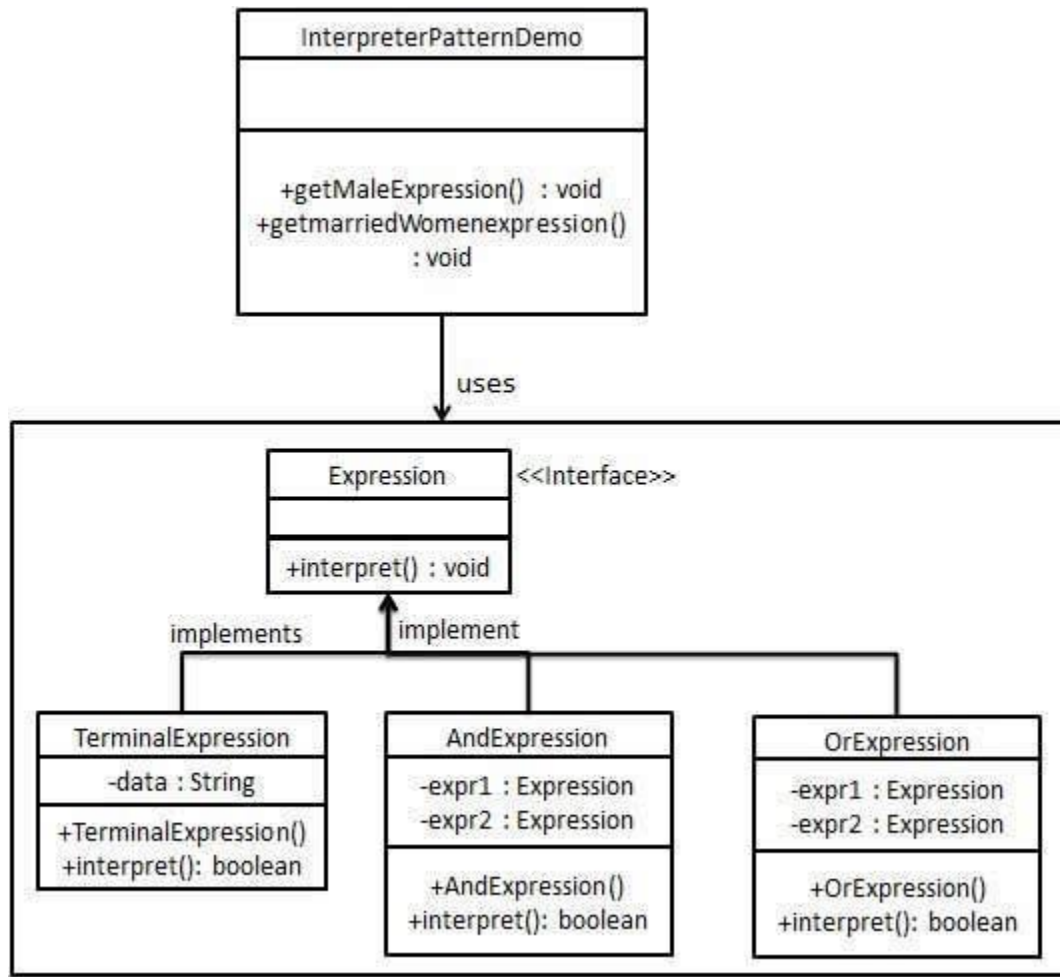 InterpreterPatternDemo
+getMaleExpression() : void
+getmarriedWomenexpression()
: void
uses
Expression
<<Interface>>
+interpret() : void
implements
implement
TerminalExpression
-data : String
+TerminalExpression()
+interpret(): boolean
AndExpression
-expr1 : Expression
-expr2 : Expression
+AndExpression()
+interpret(): boolean
OrExpression
-expr1 : Expression
-expr2 : Expression
+OrExpression()
+interpret(): boolean